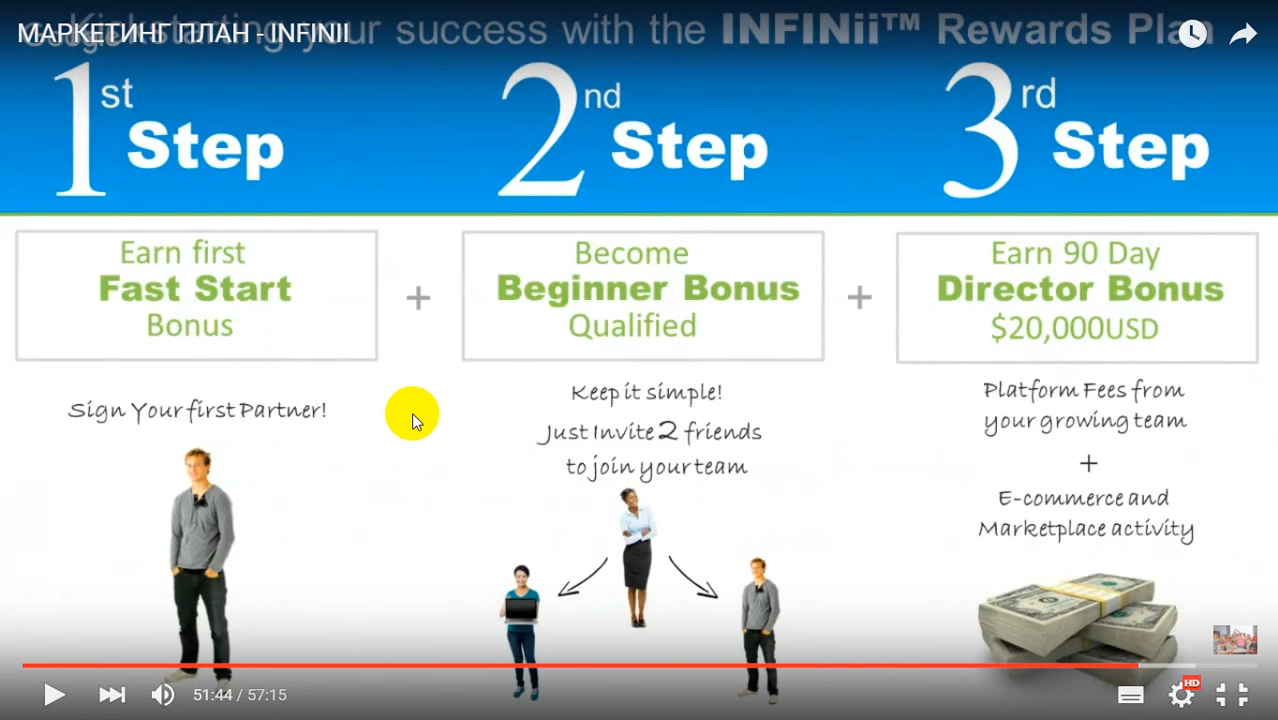 МАРКЕТИНГ ПЛАН - INFINII
Kickstarting your success with the INFINii™ Rewards Plan
1st Step
2nd Step
3rd Step
Earn first
Fast Start
Bonus
+
Become
Beginner Bonus
Qualified
+
Earn 90 Day
Director Bonus
$20,000USD
Sign Your first Partner!
Keep it simple!
Just Invite 2 friends
to join your team
Platform Fees from
your growing team
+
E-commerce and
Marketplace activity
51:44 / 57:15
HD